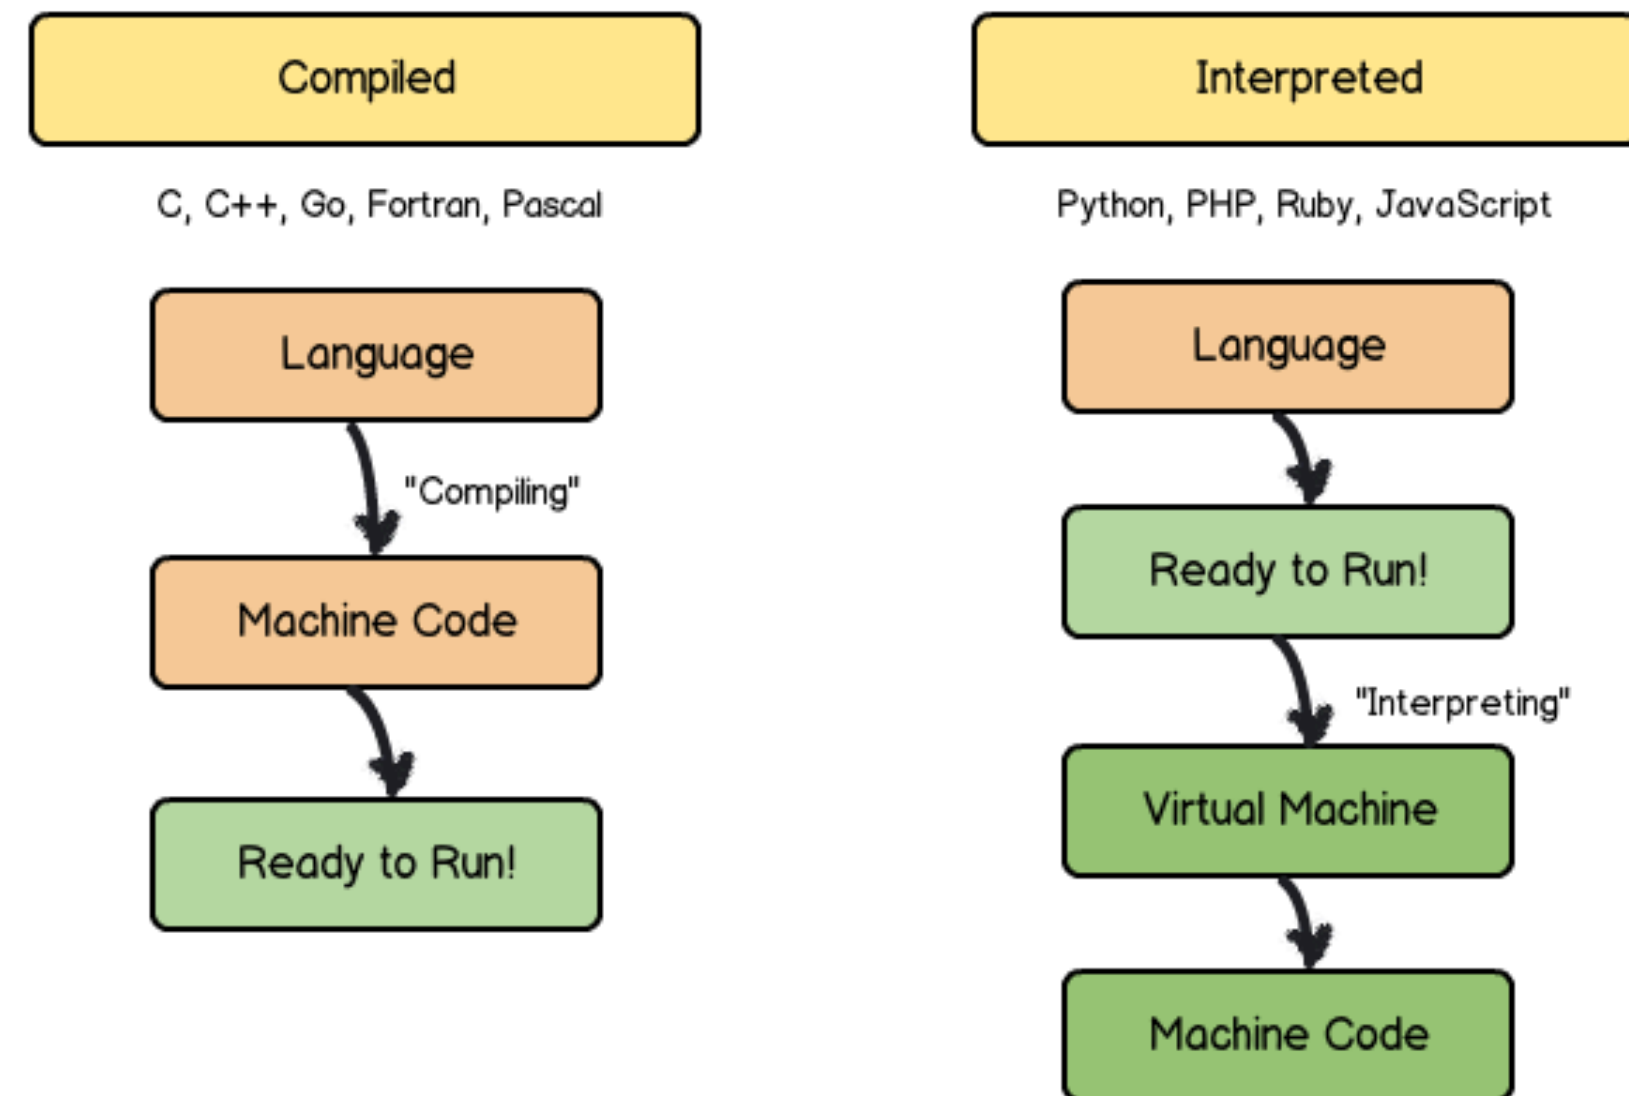 Compiled
C, C++, Go, Fortran, Pascal
Language
"Compiling"
Machine Code
Ready to Run!
Interpreted
Python, PHP, Ruby, JavaScript
Language
Ready to Run!
"Interpreting"
Virtual Machine
Machine Code